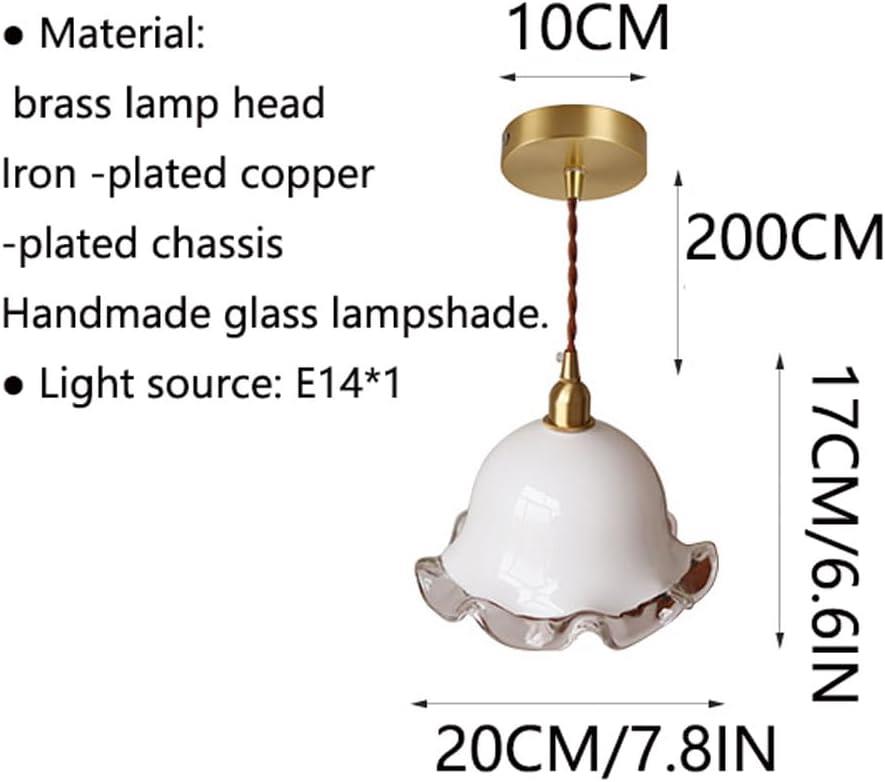 ● Material:
brass lamp head
Iron -plated copper
-plated chassis
Handmade glass lampshade.
● Light source: E14*1
10CM
200CM
17CM/6.6IN
20CM/7.8IN